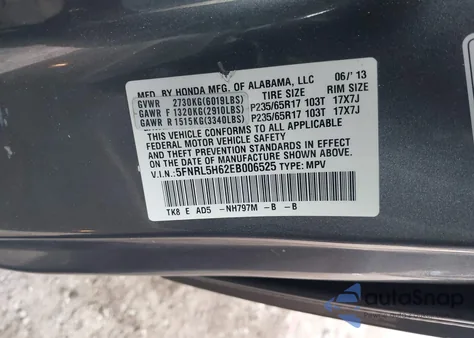 MFD. BY HONDA MFG. OF ALABAMA, LLC 06/'13
TIRE SIZE RIM SIZE
GVWR 2730KG(6019LBS)
GAWR F 1320KG(2910LBS) P235/65R17 103T 17X7J
GAWR R 1515KG(3340LBS) P235/65R17 103T 17X7J
THIS VEHICLE CONFORMS TO ALL APPLICABLE
FEDERAL MOTOR VEHICLE SAFETY
AND THEFT PREVENTION STANDARDS IN
EFFECT ON THE DATE OF MANUFACTURE SHOWN ABOVE.
V.I.N.:5FNRL5H62EB006525 TYPE:MPV
TK8 E AD5 -NH797M -B -B
autoSnap